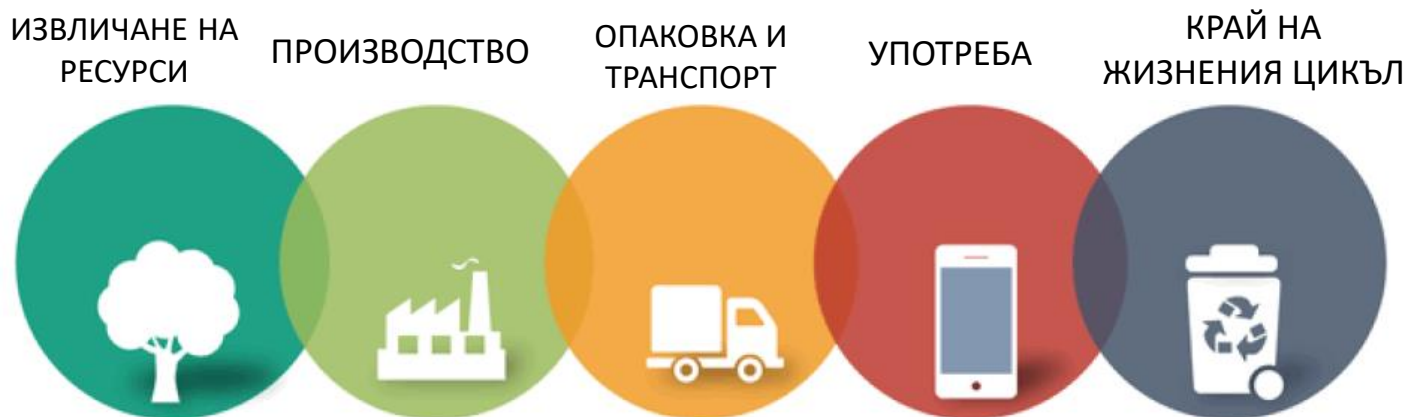 ИЗВЛИЧАНЕ НА
РЕСУРСИ
ПРОИЗВОДСТВО
ОПАКОВКА И
ТРАНСПОРТ
УПОТРЕБА
КРАЙ НА
ЖИЗНЕНИЯ ЦИКЪЛ